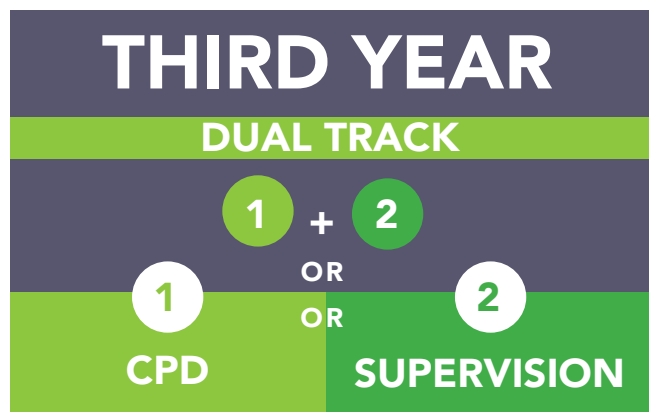 THIRD YEAR
DUAL TRACK
1 + 2
OR
1 OR 2
CPD SUPERVISION